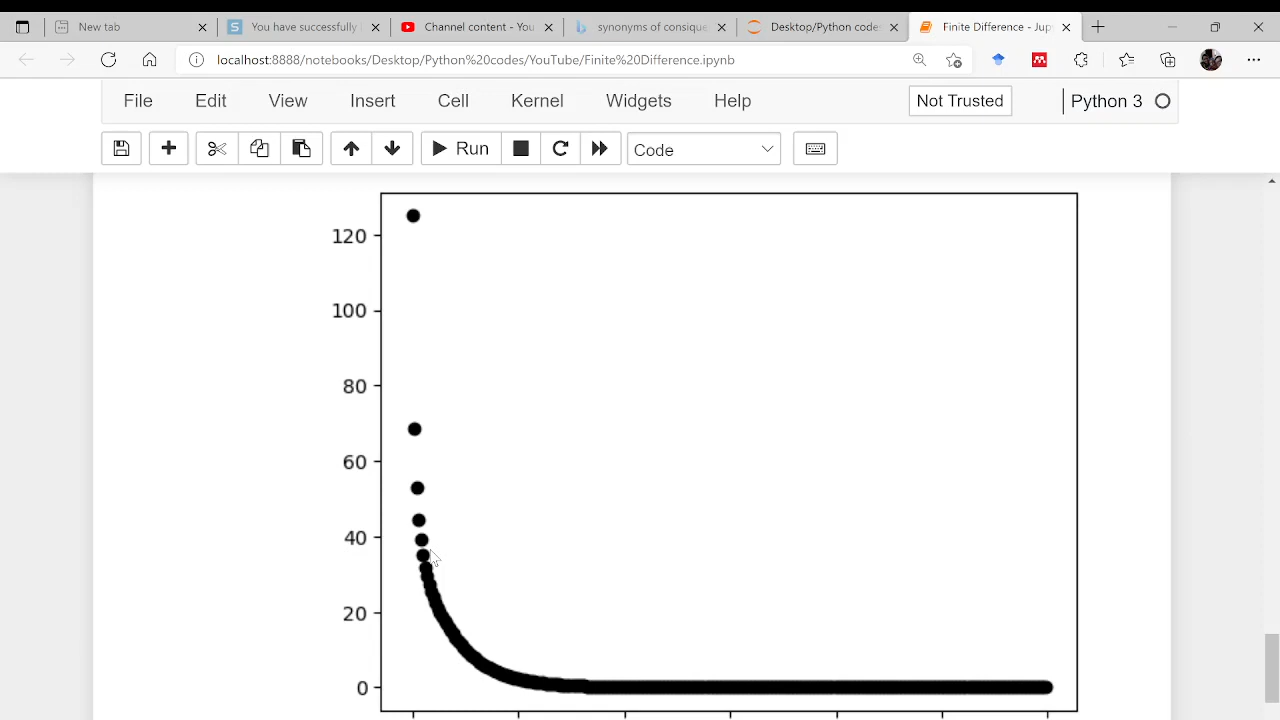 New tab
You have successfully
Channel content - You
synonyms of consique
Desktop/Python code
Finite Difference - Jup
localhost:8888/notebooks/Desktop/Python%20codes/YouTube/Finite%20Difference.ipynb
File Edit View Insert Cell Kernel Widgets Help Not Trusted Python 3
Run Code
120
100
80
60
40
20
0